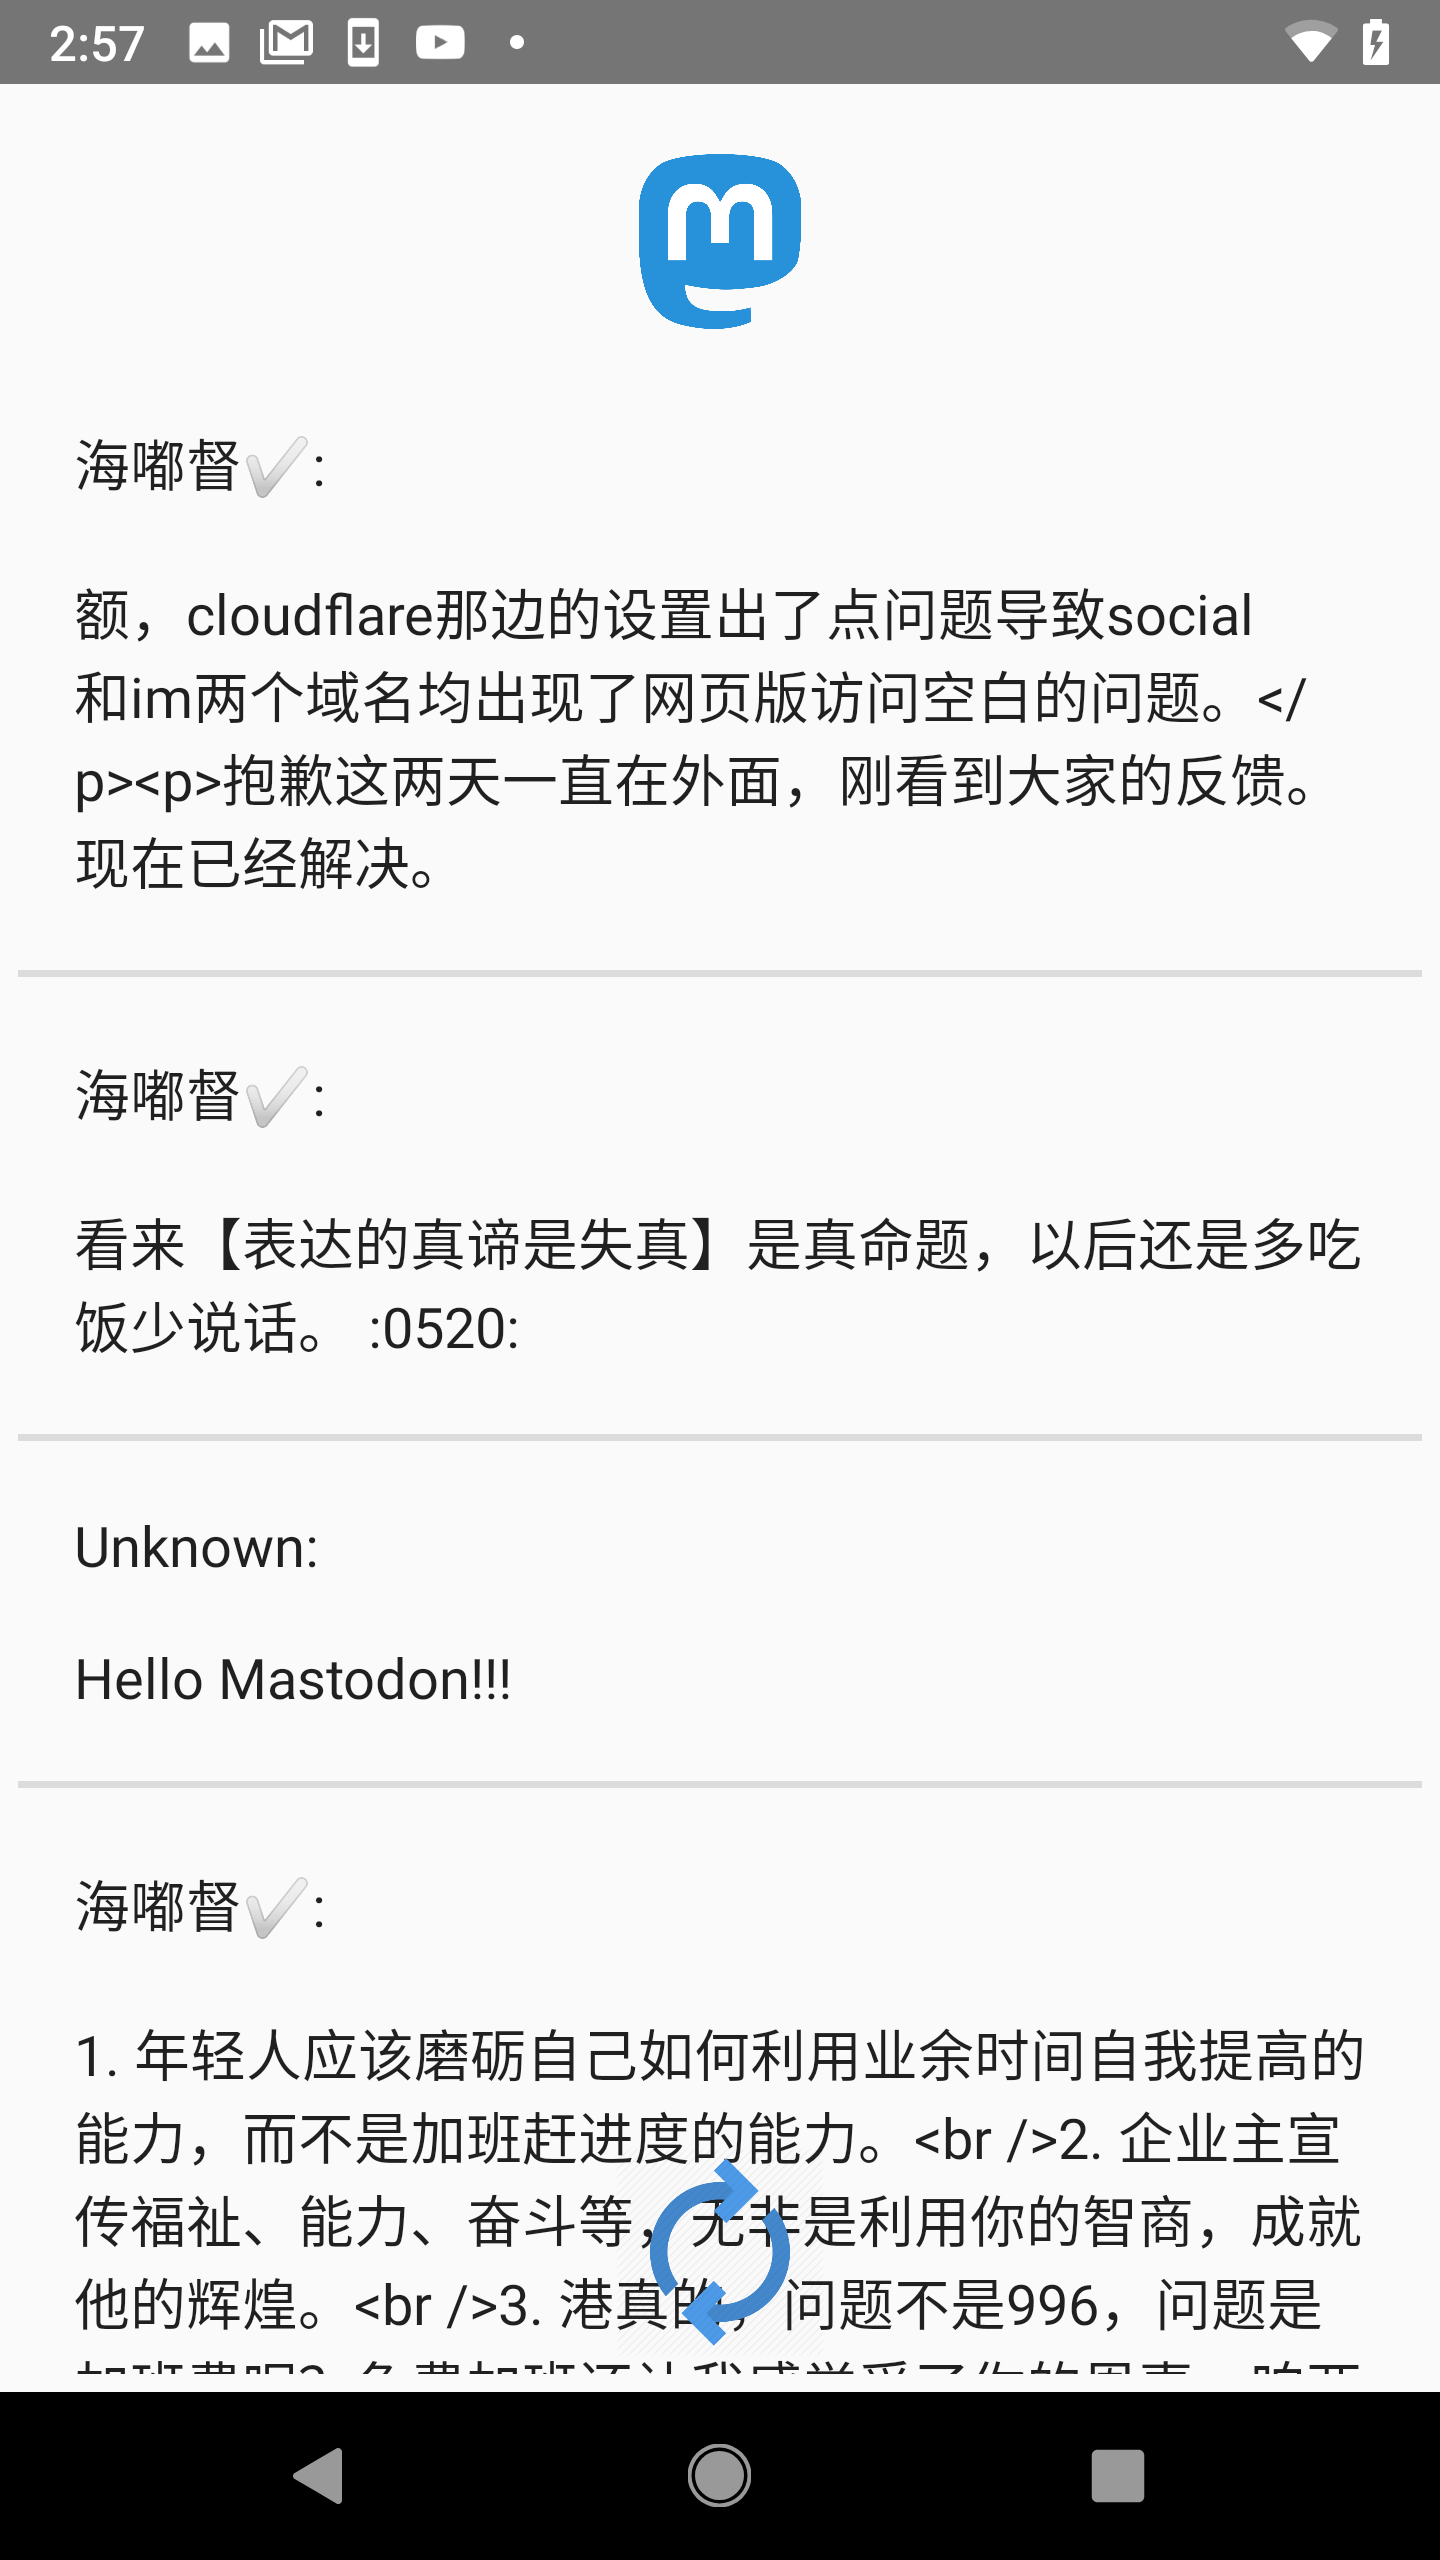 2:57
海嘟督✔:
额，cloudflare那边的设置出了点问题导致social
和im两个域名均出现了网页版访问空白的问题。</
p><p>抱歉这两天一直在外面，刚看到大家的反馈。
现在已经解决。
海嘟督✔:
看来【表达的真谛是失真】是真命题，以后还是多吃
饭少说话。 :0520:
Unknown:
Hello Mastodon!!!
海嘟督✔:
1. 年轻人应该磨砺自己如何利用业余时间自我提高的
能力，而不是加班赶进度的能力。<br />2. 企业主宣
传福祉、能力、奋斗等，无非是利用你的智商，成就
他的辉煌。<br />3. 港真的，问题不是996，问题是